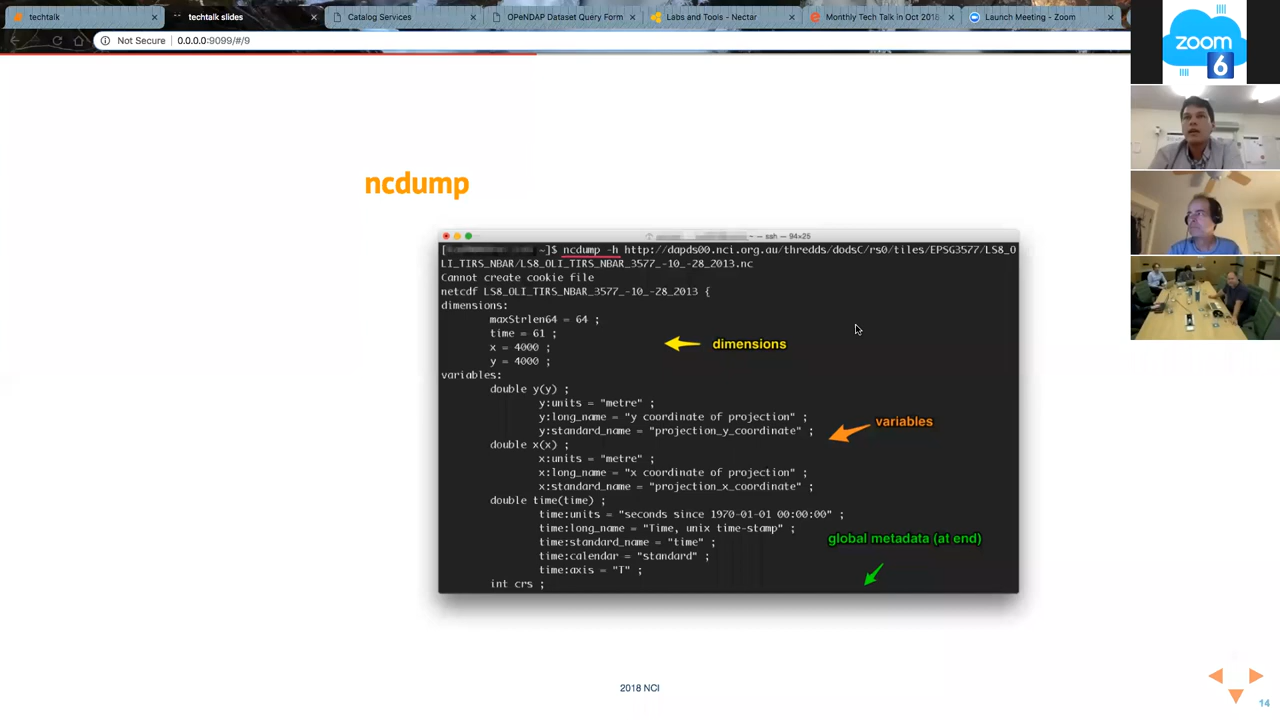 techtalk
techtalk slides
Catalog Services
OPeNDAP Dataset Query Form
Labs and Tools - Nectar
Monthly Tech Talk in Oct 2018
Launch Meeting - Zoom
Not Secure
0.0.0.0:9099/#/9
zoom
6
ncdump
ssh — 94×25
~]$ ncdump -h http://dapds00.nci.org.au/thredds/dodsC/rs0/tiles/EPSG3577/LS8_O
LI_TIRS_NBAR/LS8_OLI_TIRS_NBAR_3577_-10_-28_2013.nc
Cannot create cookie file
netcdf LS8_OLI_TIRS_NBAR_3577_-10_-28_2013 {
dimensions:
maxStrlen64 = 64 ;
time = 61 ;
x = 4000 ;
dimensions
y = 4000 ;
variables:
double y(y) ;
y:units = "metre" ;
y:long_name = "y coordinate of projection" ;
variables
y:standard_name = "projection_y_coordinate" ;
double x(x) ;
x:units = "metre" ;
x:long_name = "x coordinate of projection" ;
x:standard_name = "projection_x_coordinate" ;
double time(time) ;
time:units = "seconds since 1970-01-01 00:00:00" ;
time:long_name = "Time, unix time-stamp" ;
time:standard_name = "time" ;
global metadata (at end)
time:calendar = "standard" ;
time:axis = "T" ;
int crs ;
2018 NCI
14